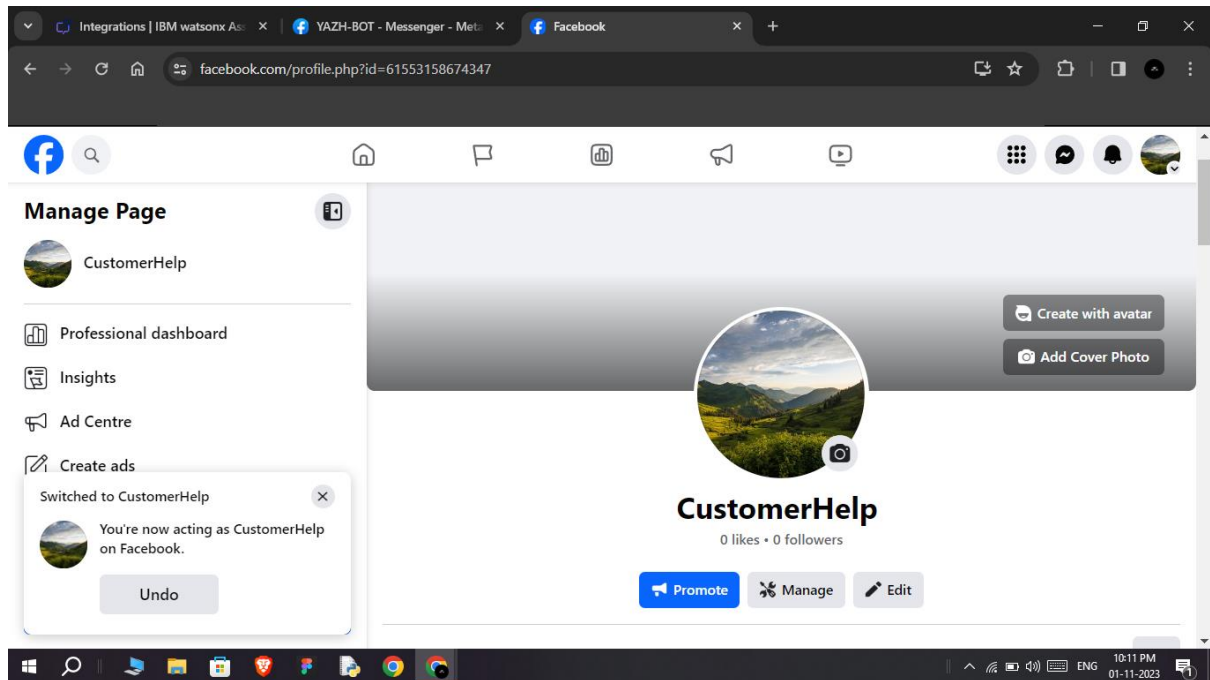 Integrations | IBM watsonx Ass
YAZH-BOT - Messenger - Meta
Facebook
facebook.com/profile.php?id=61553158674347
Manage Page
CustomerHelp
Professional dashboard
Insights
Ad Centre
Create ads
Switched to CustomerHelp
You're now acting as CustomerHelp
on Facebook.
Undo
Create with avatar
Add Cover Photo
CustomerHelp
0 likes • 0 followers
Promote
Manage
Edit
ENG
10:11 PM
01-11-2023
1